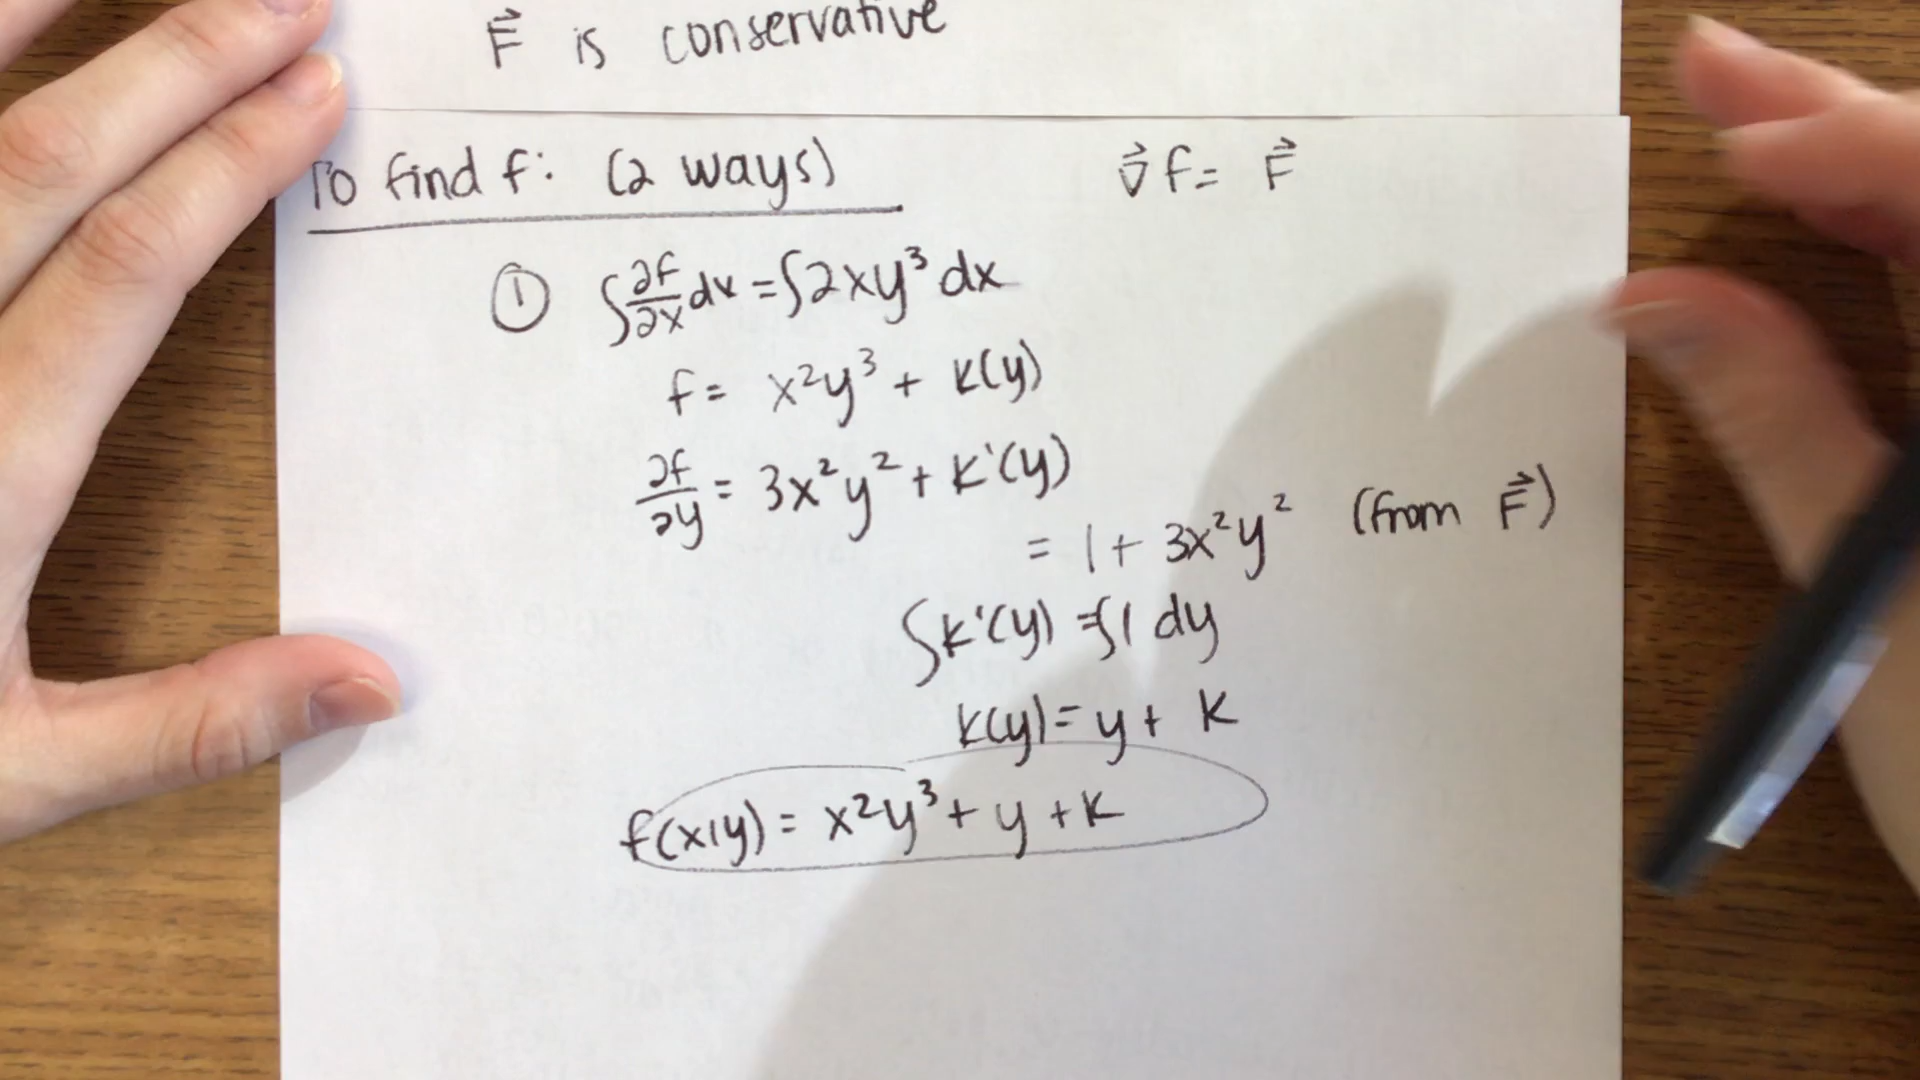 F⃗ is conservative
To find f: (2 ways) ∇⃗f = F⃗
① ∫∂f/∂x dx = ∫2xy³ dx
f = x²y³ + k(y)
∂f/∂y = 3x²y² + k'(y)
= 1 + 3x²y² (from F⃗)
∫k'(y) = ∫1 dy
k(y) = y + K
f(x,y) = x²y³ + y + K